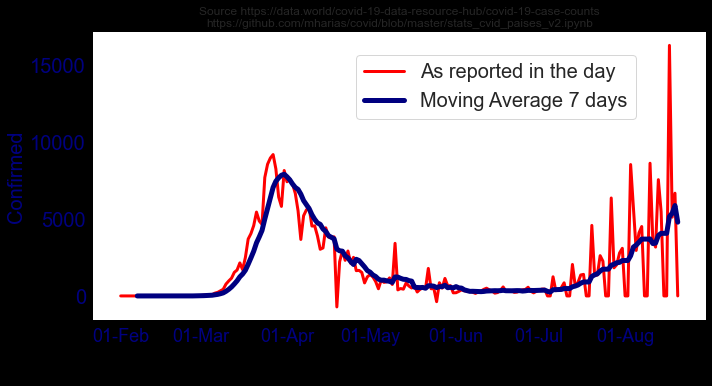 Source https://data.world/covid-19-data-resource-hub/covid-19-case-counts
https://github.com/mharias/covid/blob/master/stats_cvid_paises_v2.ipynb
As reported in the day
Moving Average 7 days
Confirmed
15000
10000
5000
0
01-Feb 01-Mar 01-Apr 01-May 01-Jun 01-Jul 01-Aug